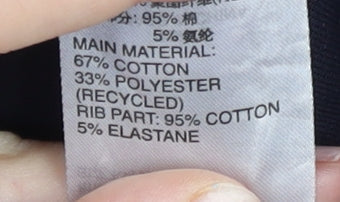 分: 95% 棉
5% 氨纶
MAIN MATERIAL:
67% COTTON
33% POLYESTER
(RECYCLED)
RIB PART: 95% COTTON
5% ELASTANE